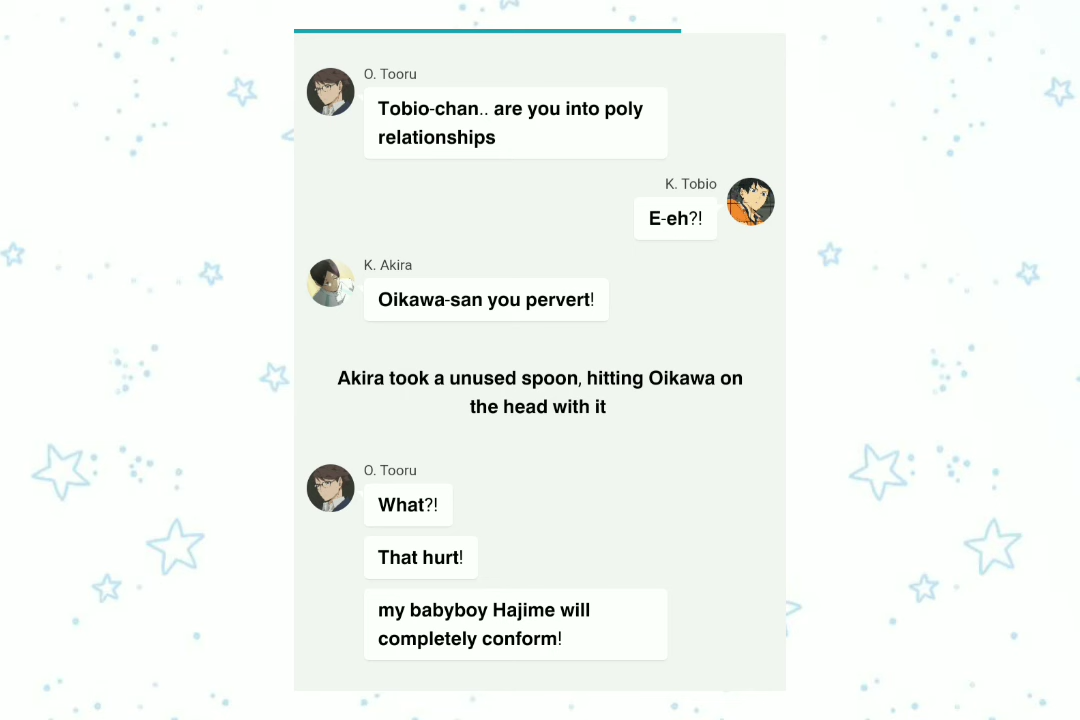 O. Tooru
Tobio-chan.. are you into poly
relationships
K. Tobio
E-eh?!
K. Akira
Oikawa-san you pervert!
Akira took a unused spoon, hitting Oikawa on
the head with it
O. Tooru
What?!
That hurt!
my babyboy Hajime will
completely conform!